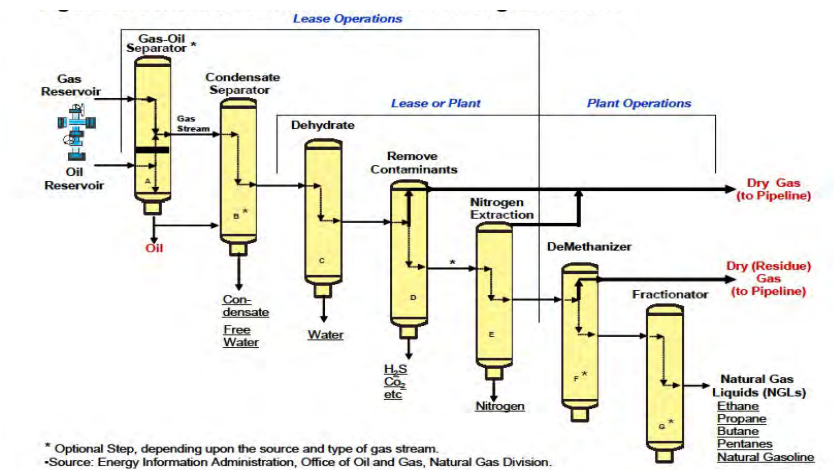 Lease Operations
Gas-Oil
Separator *
Condensate
Separator
Gas
Reservoir
Gas
Stream
Lease or Plant
Plant Operations
Dehydrate
Remove
Contaminants
Oil
Reservoir
A
B *
Dry Gas
(to Pipeline)
Nitrogen
Extraction
Oil
C
DeMethanizer
*
Dry (Residue)
Gas
(to Pipeline)
D
Fractionator
Con-
densate
Free
Water
Water
E
H₂S
Co₂
etc
F *
Nitrogen
G *
Natural Gas
Liquids (NGLs)
Ethane
Propane
Butane
Pentanes
Natural Gasoline
* Optional Step, depending upon the source and type of gas stream.
•Source: Energy Information Administration, Office of Oil and Gas, Natural Gas Division.